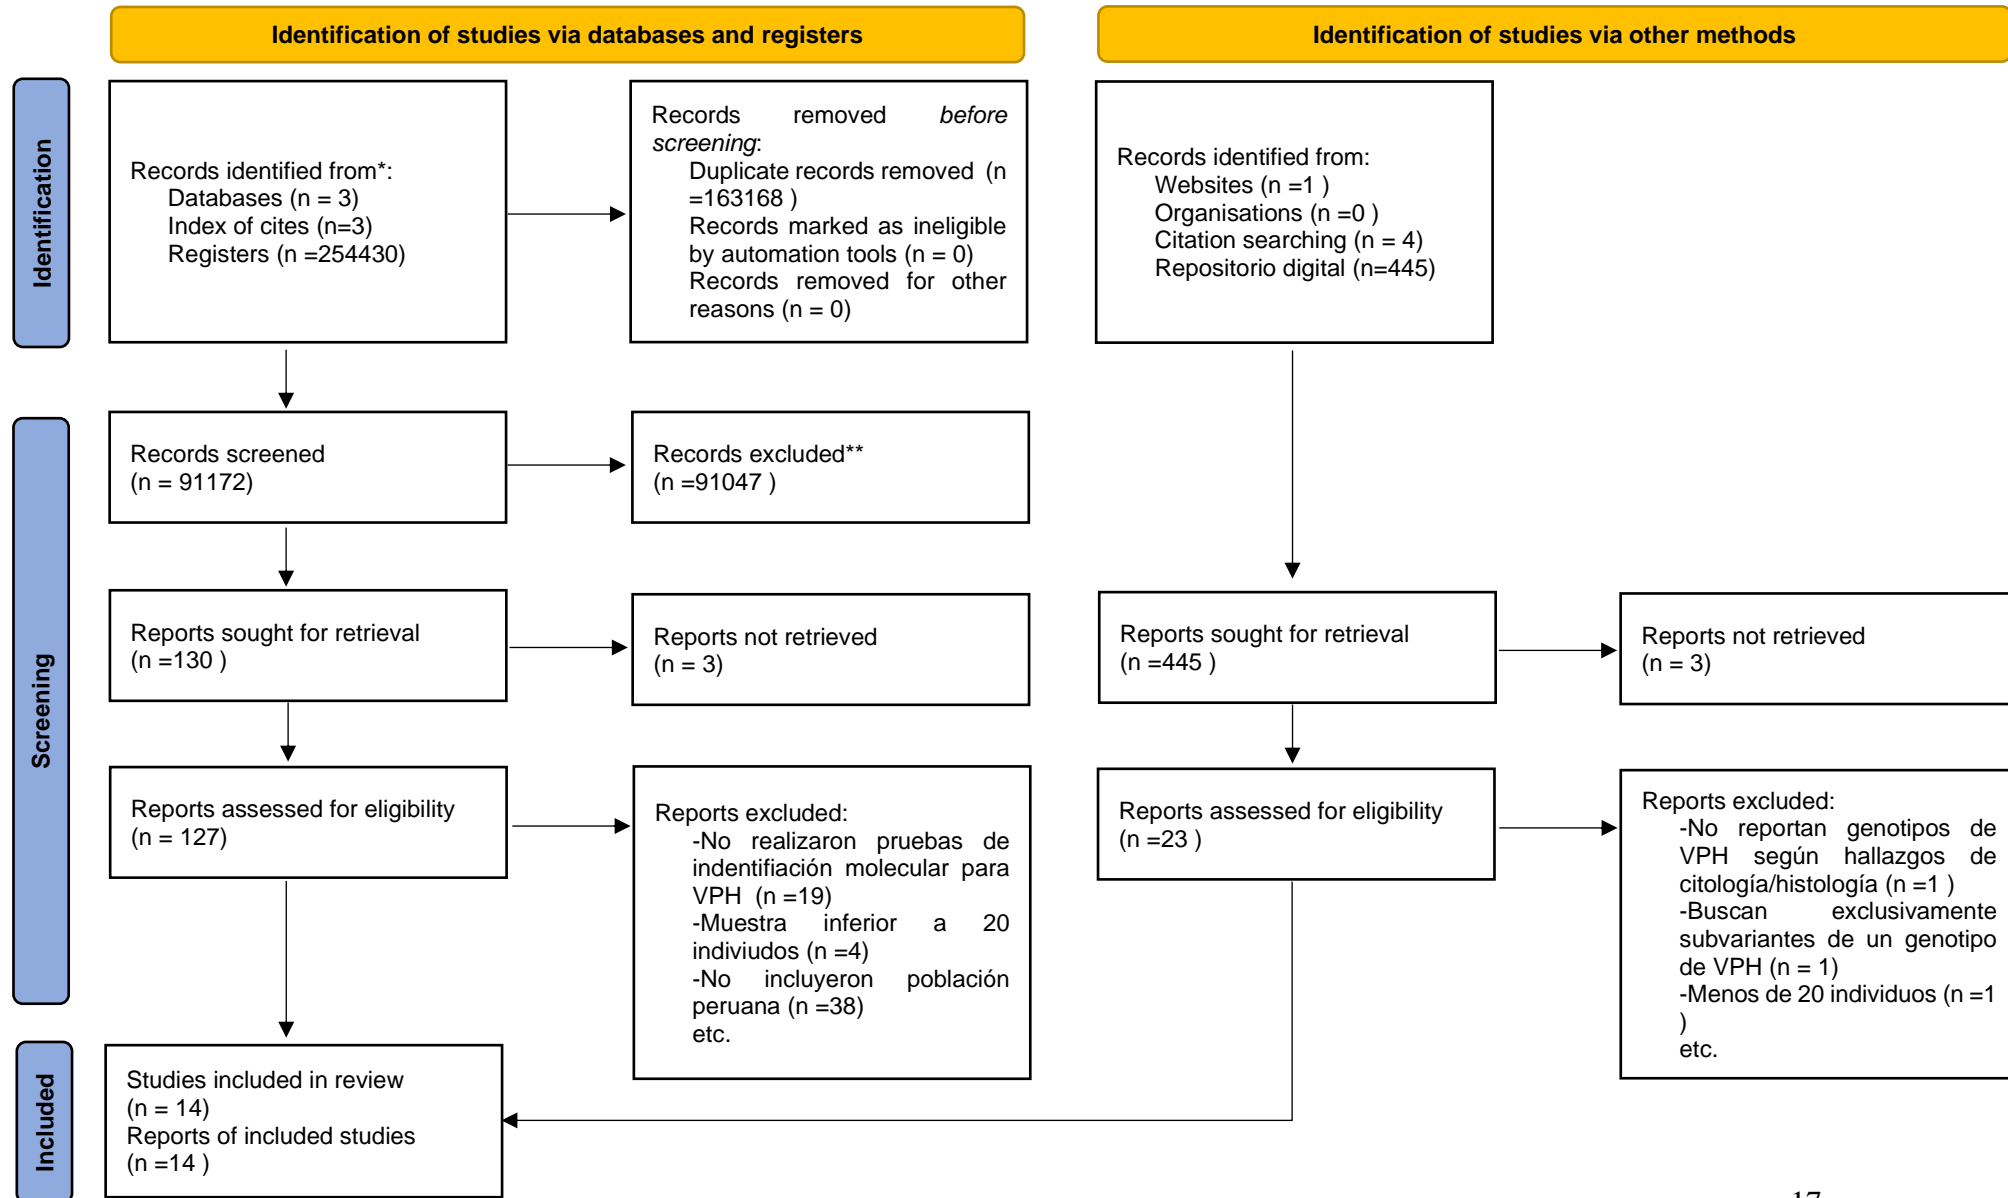 Identification of studies via databases and registers
Identification of studies via other methods
Identification
Records identified from*:
Databases (n = 3)
Index of cites (n=3)
Registers (n =254430)
Records removed before
screening:
Duplicate records removed (n
=163168 )
Records marked as ineligible
by automation tools (n = 0)
Records removed for other
reasons (n = 0)
Records identified from:
Websites (n =1 )
Organisations (n =0 )
Citation searching (n = 4)
Repositorio digital (n=445)
Screening
Records screened
(n = 91172)
Records excluded**
(n =91047 )
Reports sought for retrieval
(n =130 )
Reports not retrieved
(n = 3)
Reports sought for retrieval
(n =445 )
Reports not retrieved
(n = 3)
Reports assessed for eligibility
(n = 127)
Reports excluded:
-No realizaron pruebas de
indentifiación molecular para
VPH (n =19)
-Muestra inferior a 20
indiviudos (n =4)
-No incluyeron población
peruana (n =38)
etc.
Reports assessed for eligibility
(n =23 )
Reports excluded:
-No reportan genotipos de
VPH según hallazgos de
citología/histología (n =1 )
-Buscan exclusivamente
subvariantes de un genotipo
de VPH (n = 1)
-Menos de 20 individuos (n =1
)
etc.
Included
Studies included in review
(n = 14)
Reports of included studies
(n =14 )
17